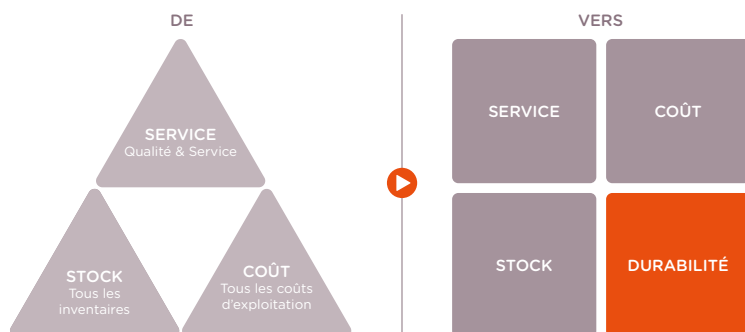 DE
SERVICE
Qualité & Service
STOCK
Tous les
inventaires
COÛT
Tous les coûts
d'exploitation
VERS
SERVICE
COÛT
STOCK
DURABILITÉ